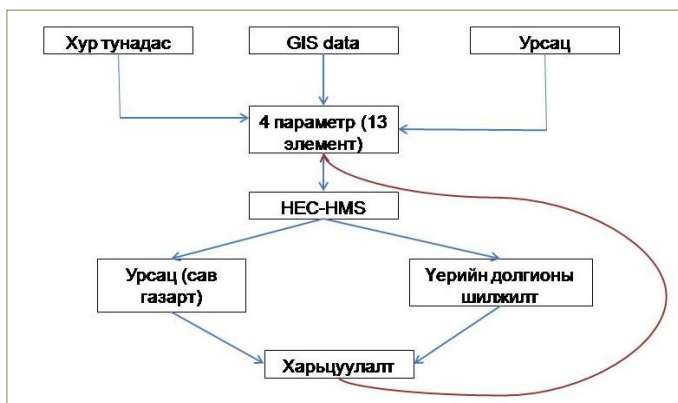 Хур тунадас
GIS data
Урсац
4 параметр (13
элемент)
HEC-HMS
Урсац (сав
газарт)
Үерийн долгионы
шилжилт
Харьцуулалт